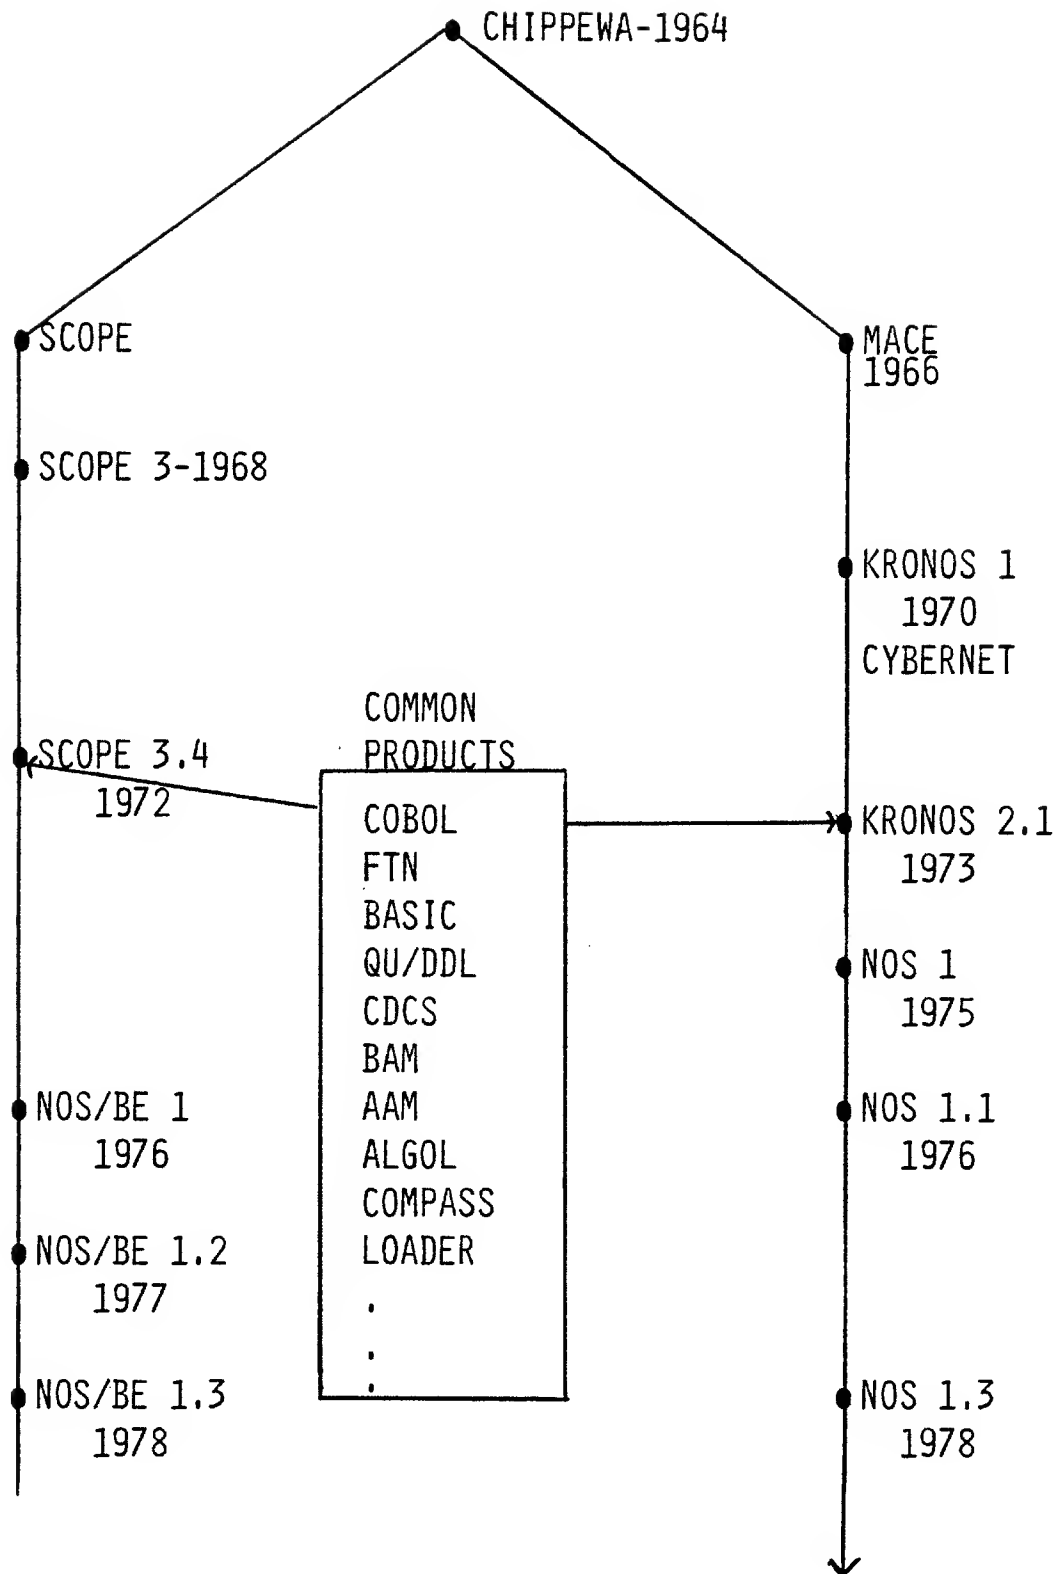 CHIPPEWA-1964
SCOPE
SCOPE 3-1968
SCOPE 3.4
1972
NOS/BE 1
1976
NOS/BE 1.2
1977
NOS/BE 1.3
1978
COMMON
PRODUCTS
COBOL
FTN
BASIC
QU/DDL
CDCS
BAM
AAM
ALGOL
COMPASS
LOADER
.
.
.
MACE
1966
KRONOS 1
1970
CYBERNET
KRONOS 2.1
1973
NOS 1
1975
NOS 1.1
1976
NOS 1.3
1978